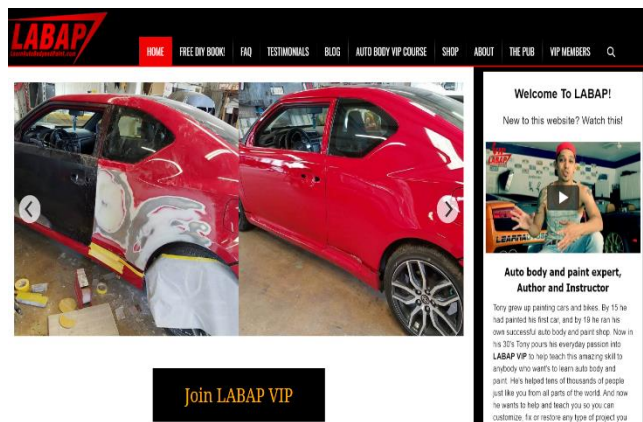 LABAP
HOME FREE DIY BOOK! FAQ TESTIMONIALS BLOG AUTO BODY VIP COURSE SHOP ABOUT THE PUB VIP MEMBERS
Join LABAP VIP
Welcome To LABAP!
New to this website? Watch this!
Auto body and paint expert,
Author and Instructor
Tony grew up painting cars and bikes. By 15 he
had painted his first car, and by 19 he ran his
own successful auto body and paint shop. Now in
his 30's Tony pours his everyday passion into
LABAP VIP to help teach this amazing skill to
anybody who want's to learn auto body and
paint. He's helped tens of thousands of people
just like you from all parts of the world. And now
he wants to help and teach you so you can
customize, fix or restore any type of project you